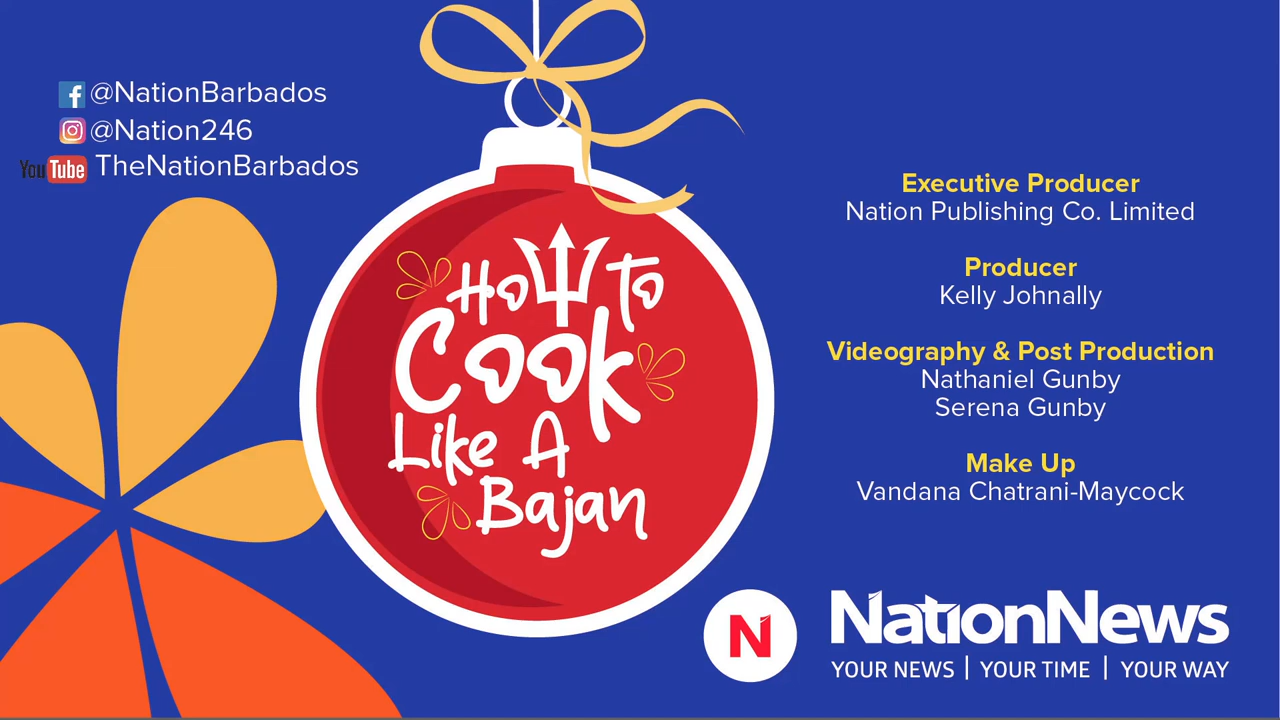 @NationBarbados
@Nation246
YouTube TheNationBarbados
How to
Cook
Like A
Bajan
Executive Producer
Nation Publishing Co. Limited
Producer
Kelly Johnally
Videography & Post Production
Nathaniel Gunby
Serena Gunby
Make Up
Vandana Chatrani-Maycock
N
NationNews
YOUR NEWS | YOUR TIME | YOUR WAY